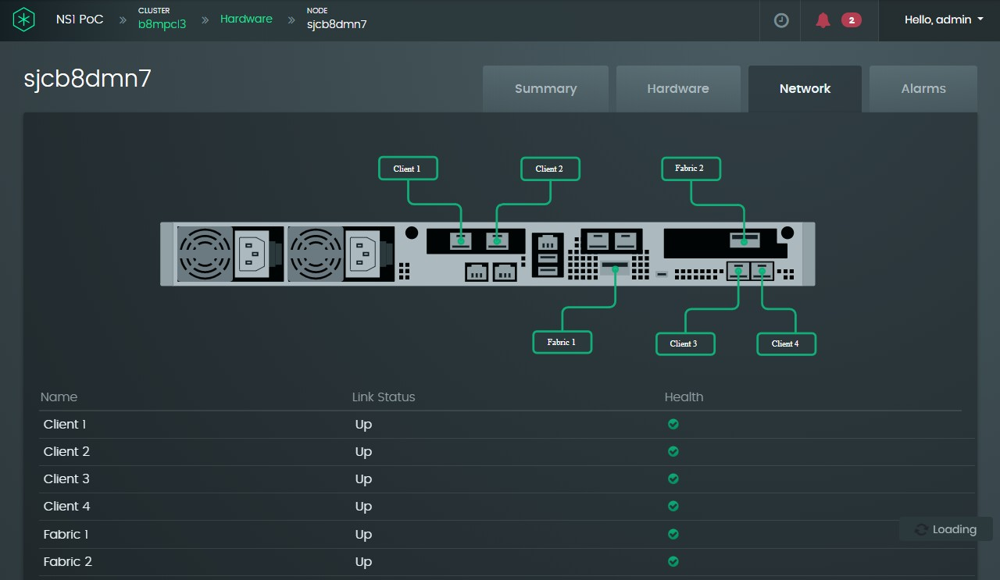 NS1 PoC
CLUSTER
b8mpcl3
Hardware
NODE
sjcb8dmn7
2
Hello, admin
sjcb8dmn7
Summary
Hardware
Network
Alarms
Client 1
Client 2
Fabric 2
Fabric 1
Client 3
Client 4
Name Link Status Health
Client 1 Up
Client 2 Up
Client 3 Up
Client 4 Up
Fabric 1 Up
Loading
Fabric 2 Up